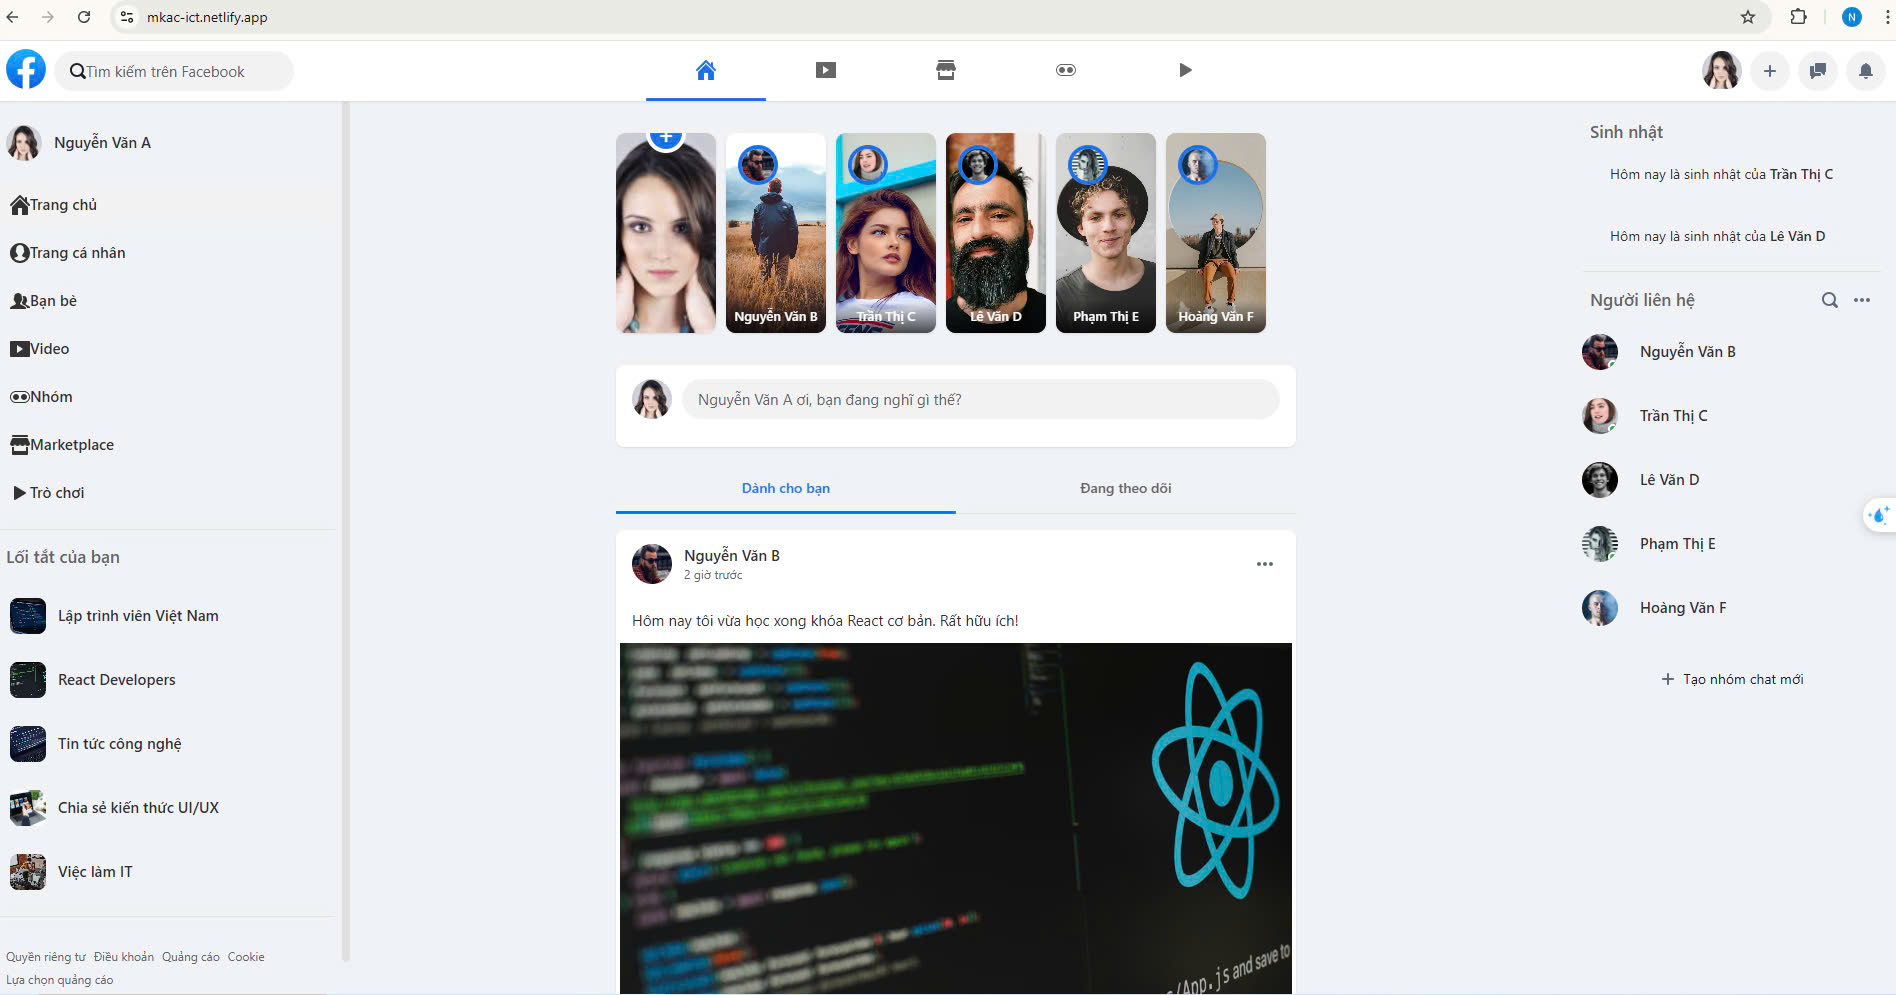 mkac-ict.netlify.app
N
Tìm kiếm trên Facebook
Nguyễn Văn A
Trang chủ
Trang cá nhân
Bạn bè
Video
Nhóm
Marketplace
Trò chơi
Lối tắt của bạn
Lập trình viên Việt Nam
React Developers
Tin tức công nghệ
Chia sẻ kiến thức UI/UX
Việc làm IT
Quyền riêng tư Điều khoản Quảng cáo Cookie
Lựa chọn quảng cáo
Nguyễn Văn B
Trần Thị C
Lê Văn D
Phạm Thị E
Hoàng Văn F
Nguyễn Văn A ơi, bạn đang nghĩ gì thế?
Dành cho bạn
Đang theo dõi
Nguyễn Văn B
2 giờ trước
Hôm nay tôi vừa học xong khóa React cơ bản. Rất hữu ích!
/App.js and save to
Sinh nhật
Hôm nay là sinh nhật của Trần Thị C
Hôm nay là sinh nhật của Lê Văn D
Người liên hệ
Nguyễn Văn B
Trần Thị C
Lê Văn D
Phạm Thị E
Hoàng Văn F
Tạo nhóm chat mới